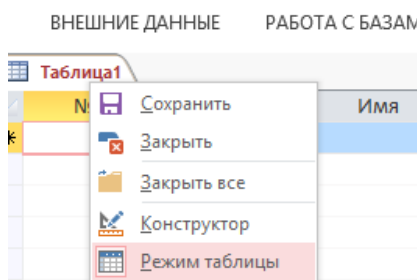 ВНЕШНИЕ ДАННЫЕ РАБОТА С БАЗАМ
Таблица1
№ Имя
Сохранить
Закрыть
Закрыть все
Конструктор
Режим таблицы